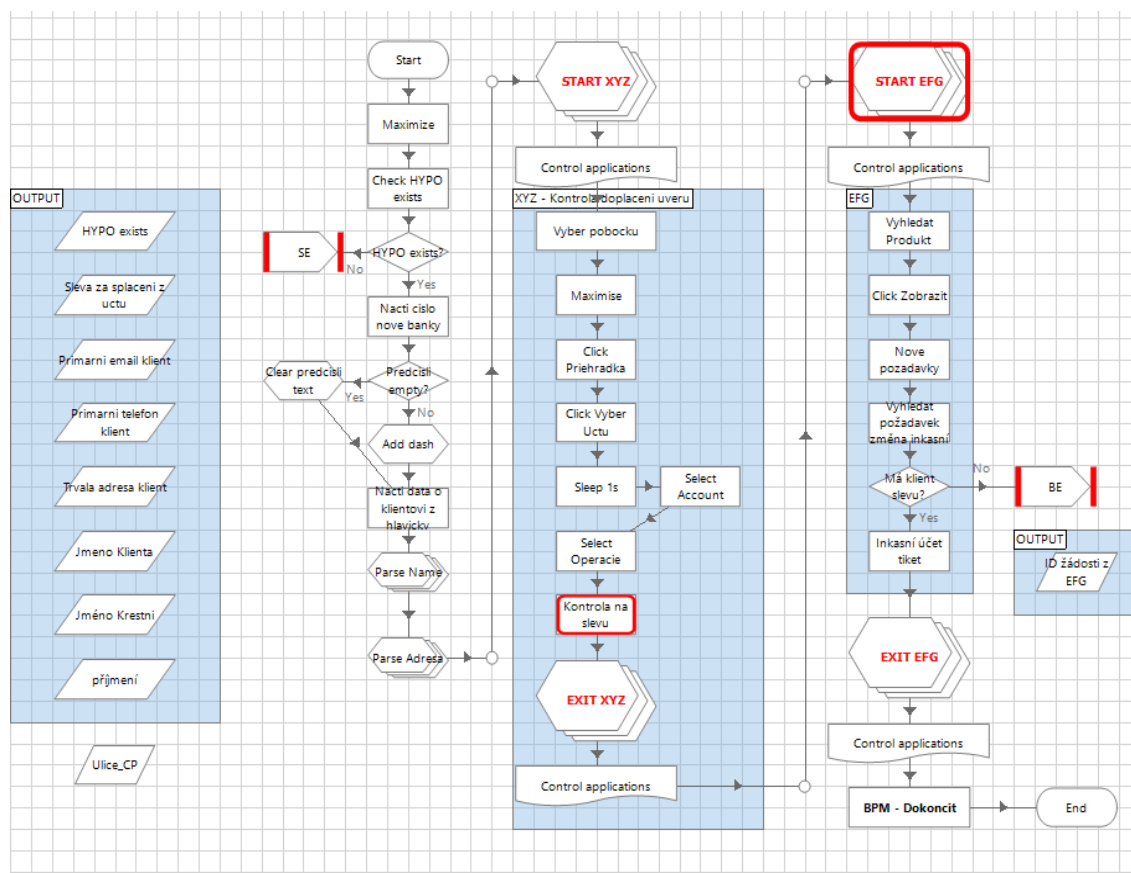 OUTPUT
HYPO exists
Sleva za splaceni z
uctu
Primarni email klient
Primarni telefon
klient
Trvala adresa klient
Jmeno Klienta
Jméno Krestni
příjmení
Ulice_CP
Start
Maximize
Check HYPO
exists
HYPO exists?
No
SE
Yes
Nacti cislo
nove banky
Predcisli
empty?
Yes
Clear predcisli
text
No
Add dash
Nacti data o
klientovi z
hlavicky
Parse Name
Parse Adresa
START XYZ
Control applications
XYZ - Kontrola doplaceni uveru
Vyber pobocku
Maximise
Click
Priehradka
Click Vyber
Uctu
Sleep 1s
Select
Account
Select
Operacie
Kontrola na
slevu
EXIT XYZ
Control applications
START EFG
Control applications
EFG
Vyhledat
Produkt
Click Zobrazit
Nove
pozadavky
Vyhledat
požadavek
změna inkasní
Má klient
slevu?
No
BE
Yes
Inkasní účet
tiket
OUTPUT
ID žádosti z
EFG
EXIT EFG
Control applications
BPM - Dokoncit
End